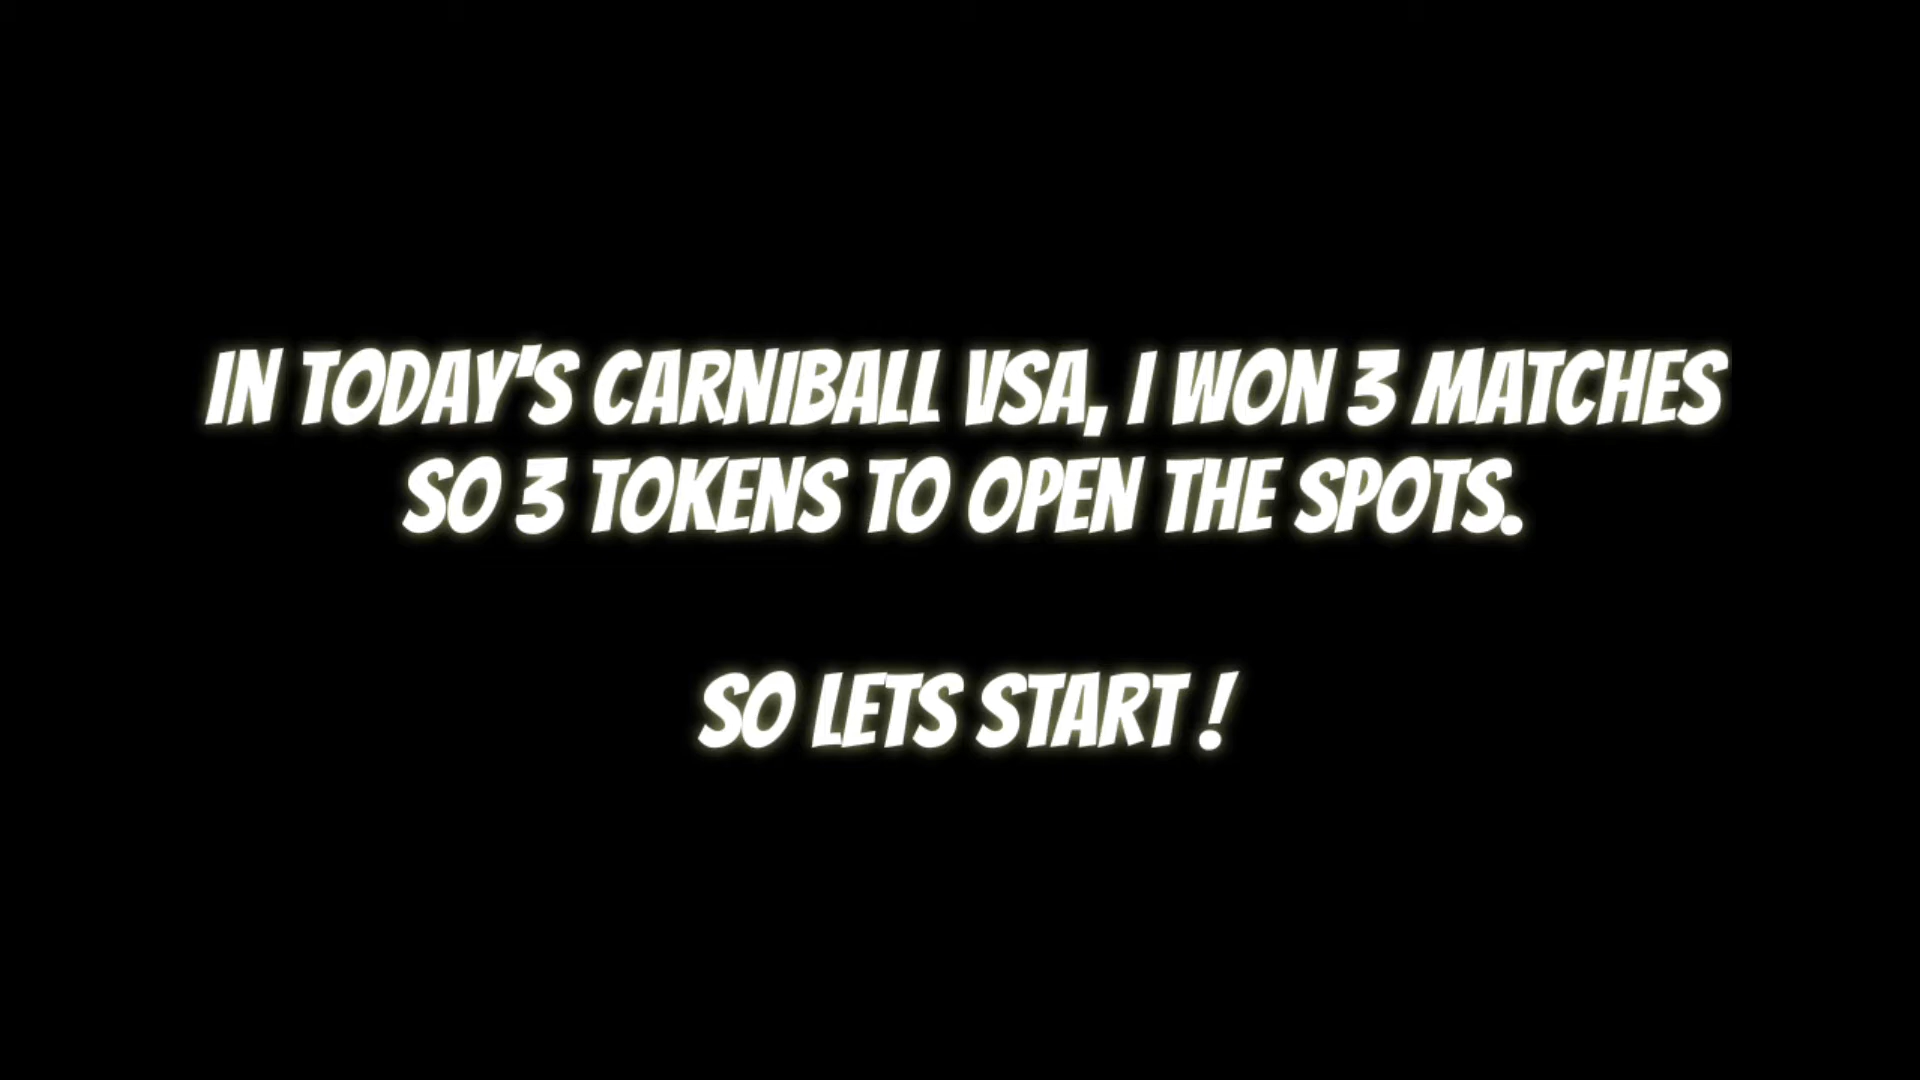 IN TODAY'S CARNIBALL VSA, I WON 3 MATCHES
SO 3 TOKENS TO OPEN THE SPOTS.
SO LETS START !